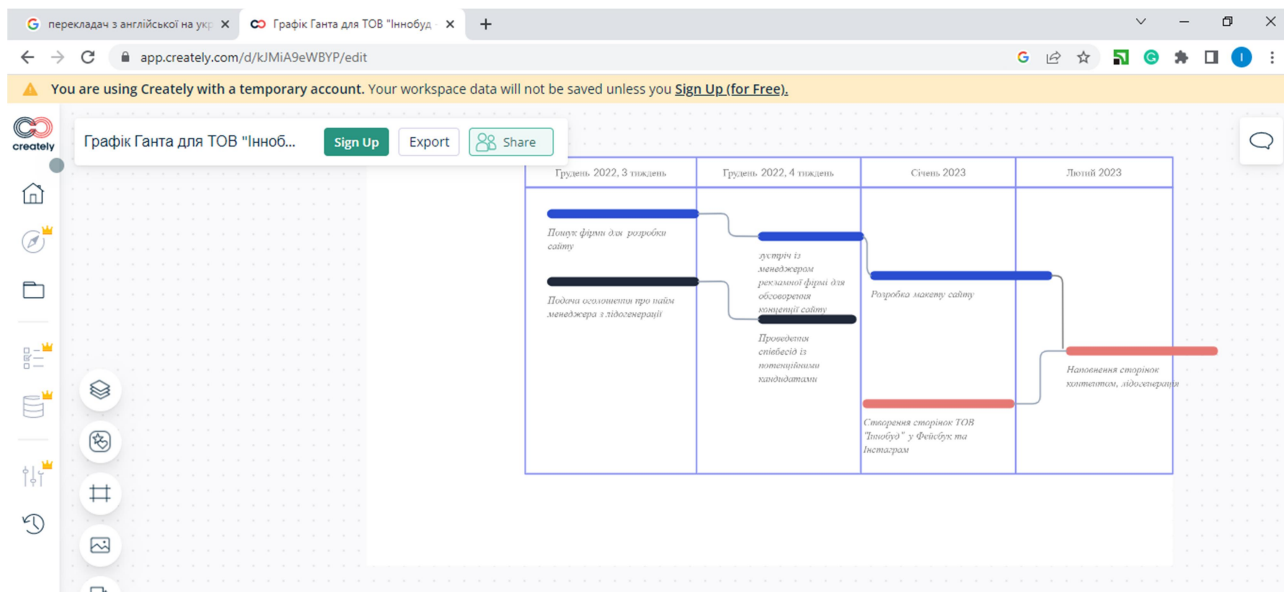 перекладач з англійської на укр
Графік Ганта для ТОВ "Іннобуд -
app.creately.com/d/kJMiA9eWBYP/edit
You are using Creately with a temporary account. Your workspace data will not be saved unless you Sign Up (for Free).
creately
Графік Ганта для ТОВ "Інноб...
Sign Up
Export
Share
Грудень 2022, 3 тиждень
Грудень 2022, 4 тиждень
Січень 2023
Лютий 2023
Пошук фірми для розробки
сайту
зустріч із
менеджером
рекламної фірмі для
обговорення
концепції сайту
Розробка макету сайту
Подача оголошення про найм
менеджера з лідогенерації
Проведення
співбесід із
потенційними
кандидатами
Наповнення сторінок
контентом, лідогенерація
Створення сторінок ТОВ
"Іннобуд" у Фейсбук та
Інстаграм